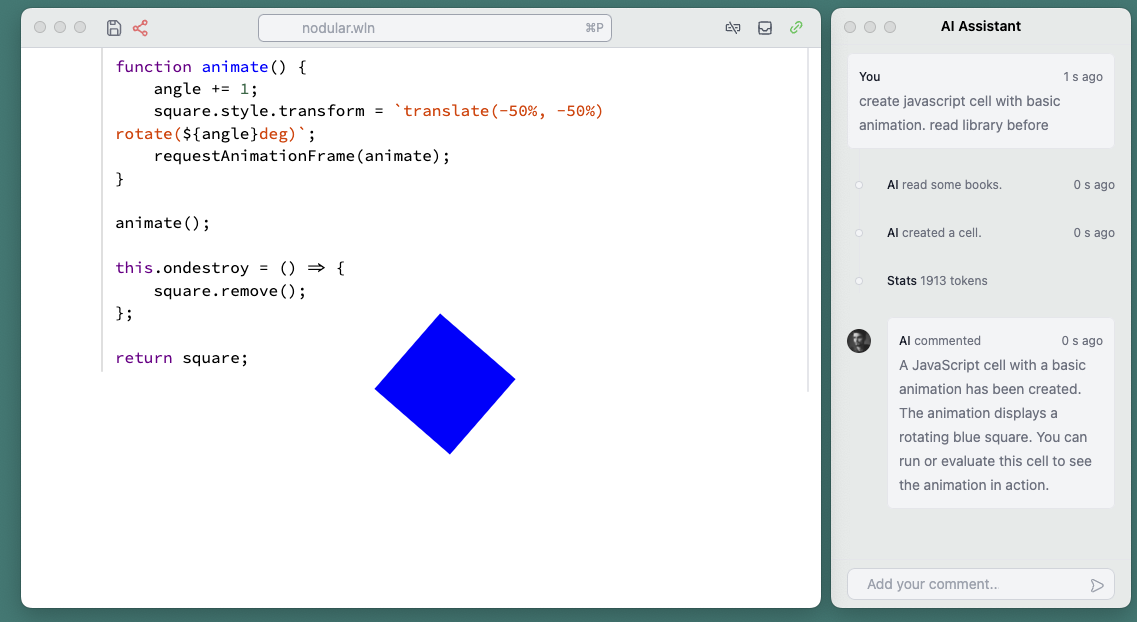 nodular.wln
⌘P
function animate() {
angle += 1;
square.style.transform = `translate(-50%, -50%)
rotate(${angle}deg)`;
requestAnimationFrame(animate);
}
animate();
this.ondestroy = () => {
square.remove();
};
return square;
AI Assistant
You
1 s ago
create javascript cell with basic
animation. read library before
AI read some books.
0 s ago
AI created a cell.
0 s ago
Stats 1913 tokens
AI commented
0 s ago
A JavaScript cell with a basic
animation has been created.
The animation displays a
rotating blue square. You can
run or evaluate this cell to see
the animation in action.
Add your comment..